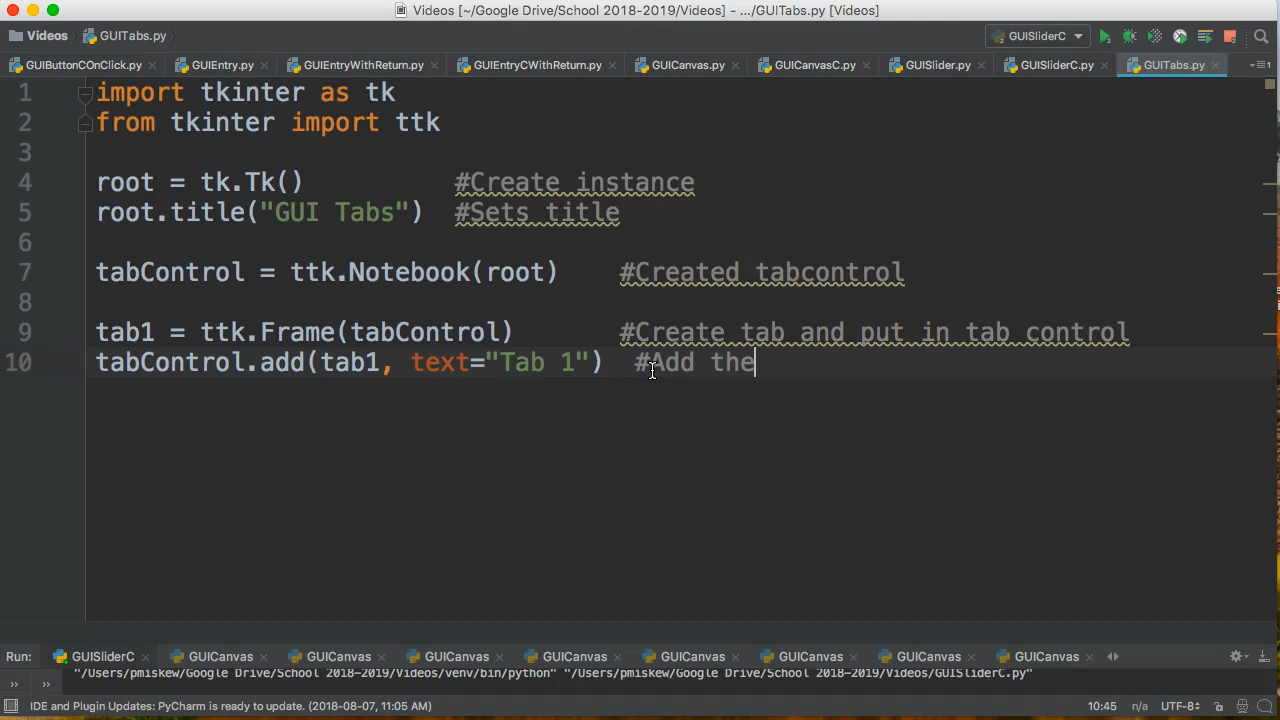 Videos [~/Google Drive/School 2018-2019/Videos] - .../GUITabs.py [Videos]
Videos GUITabs.py GUISliderC
GUIButtonCOnClick.py GUIEntry.py GUIEntryWithReturn.py GUIEntryCWithReturn.py GUICanvas.py GUICanvasC.py GUISlider.py GUISliderC.py GUITabs.py
1 import tkinter as tk
2 from tkinter import ttk
3
4 root = tk.Tk() #Create instance
5 root.title("GUI Tabs") #Sets title
6
7 tabControl = ttk.Notebook(root) #Created tabcontrol
8
9 tab1 = ttk.Frame(tabControl) #Create tab and put in tab control
10 tabControl.add(tab1, text="Tab 1") #Add the
Run: GUISliderC GUICanvas GUICanvas GUICanvas GUICanvas GUICanvas GUICanvas GUICanvas GUICanvas
"/Users/pmiskew/Google Drive/School 2018-2019/Videos/venv/bin/python" "/Users/pmiskew/Google Drive/School 2018-2019/Videos/GUISliderC.py"
IDE and Plugin Updates: PyCharm is ready to update. (2018-08-07, 11:05 AM) 10:45 n/a UTF-8